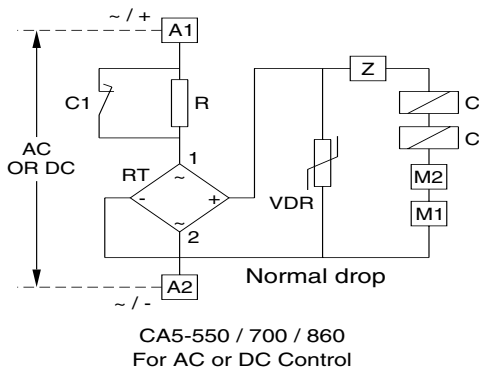 ~ / +
A1
C1
R
AC
OR DC
1
RT
~
-
+
~
2
VDR
Z
C
C
M2
M1
Normal drop
A2
~ / -
CA5-550 / 700 / 860
For AC or DC Control